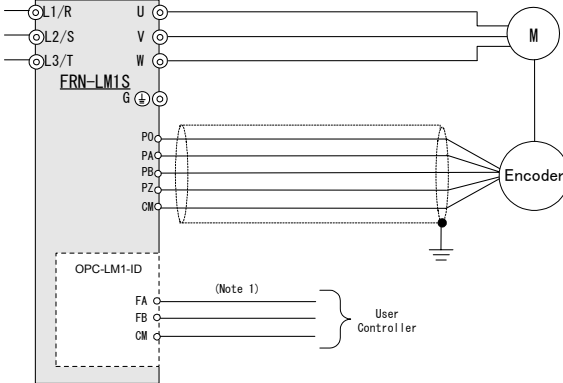 L1/R
U
L2/S
V
M
L3/T
W
FRN-LM1S
G
PO
PA
PB
PZ
CM
Encoder
OPC-LM1-ID
FA
(Note 1)
FB
User
Controller
CM